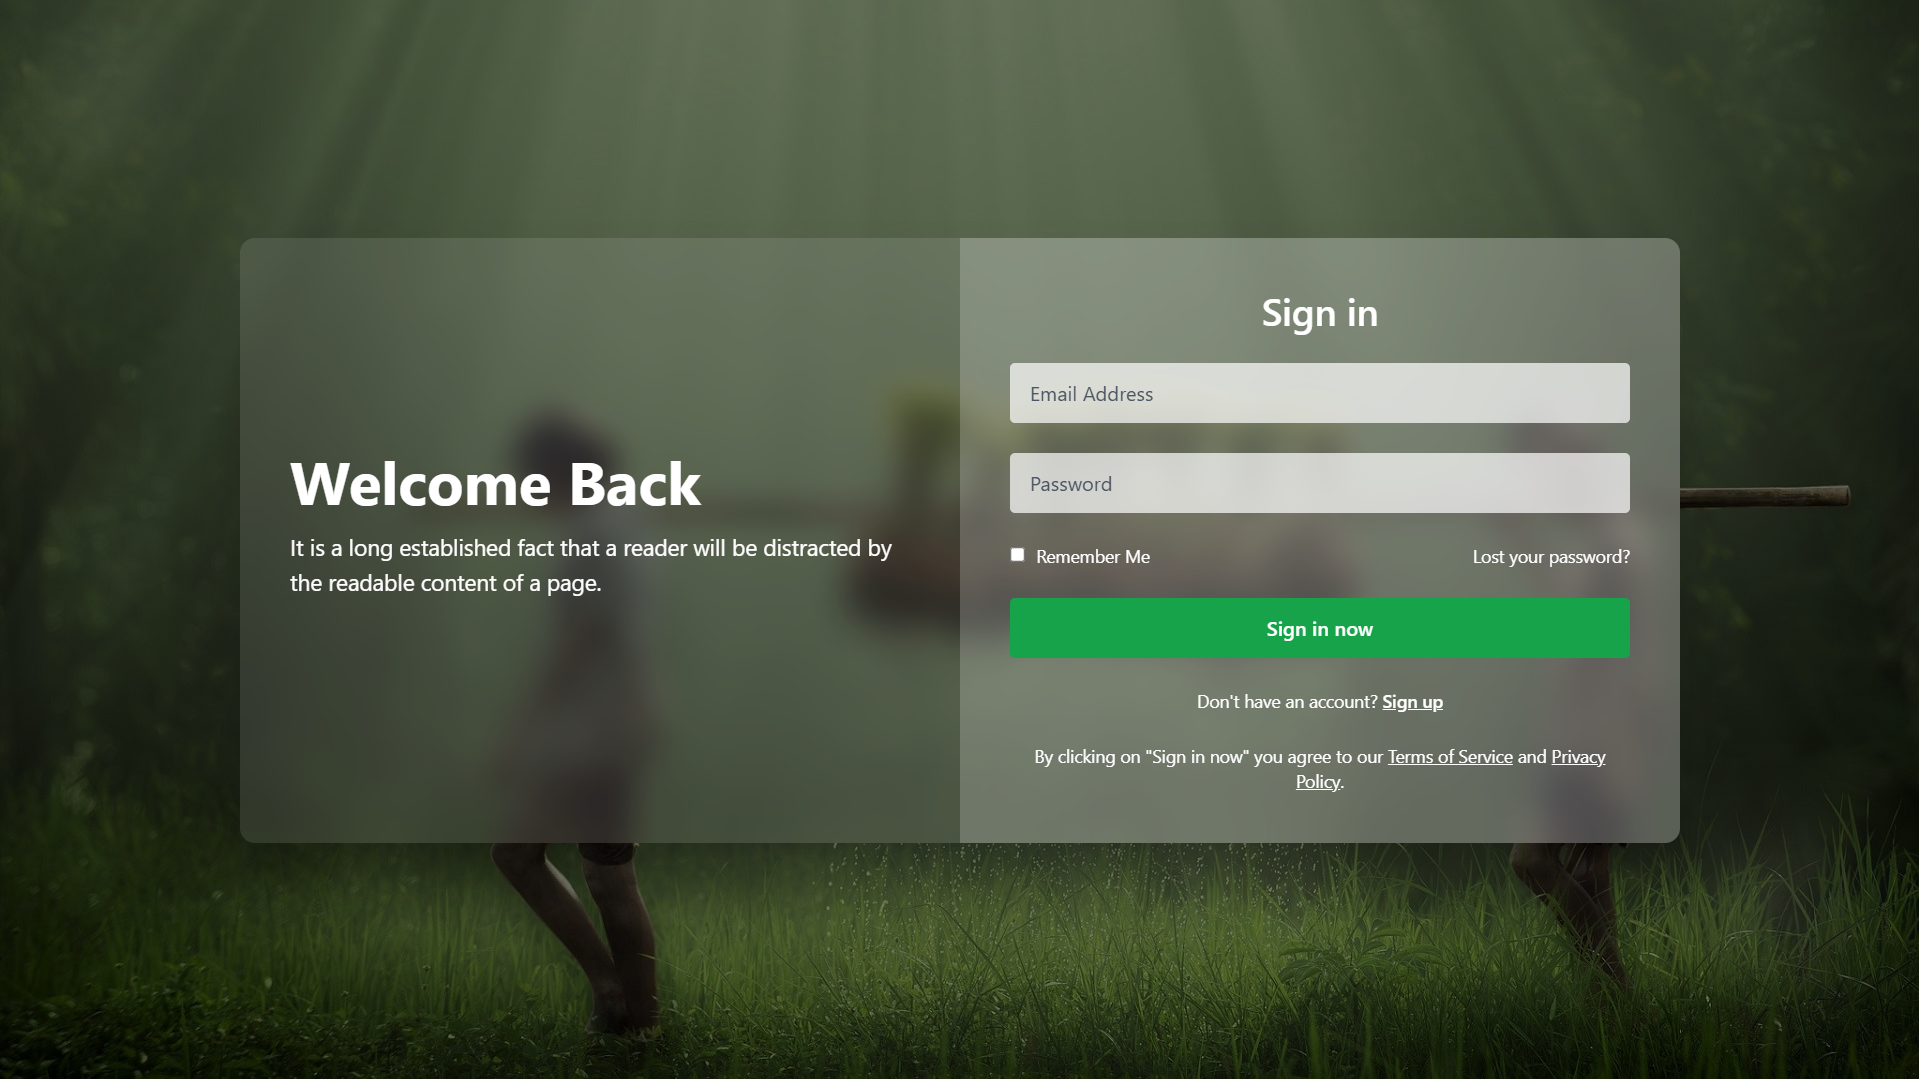 Welcome Back
It is a long established fact that a reader will be distracted by
the readable content of a page.
Sign in
Email Address
Password
Remember Me
Lost your password?
Sign in now
Don't have an account? Sign up
By clicking on "Sign in now" you agree to our Terms of Service and Privacy
Policy.